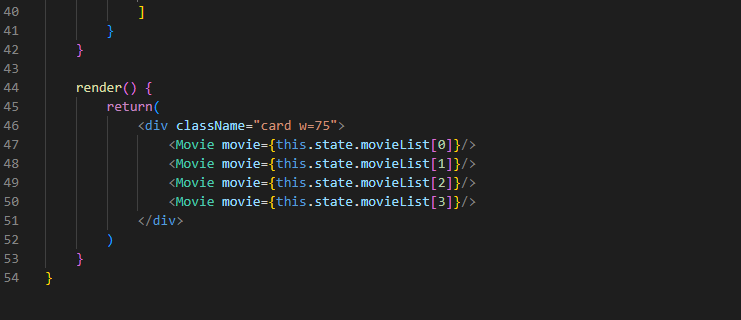 40 ]
41 }
42 }
43
44 render() {
45 return(
46 <div className="card w=75">
47 <Movie movie={this.state.movieList[0]}/>
48 <Movie movie={this.state.movieList[1]}/>
49 <Movie movie={this.state.movieList[2]}/>
50 <Movie movie={this.state.movieList[3]}/>
51 </div>
52 )
53 }
54 }